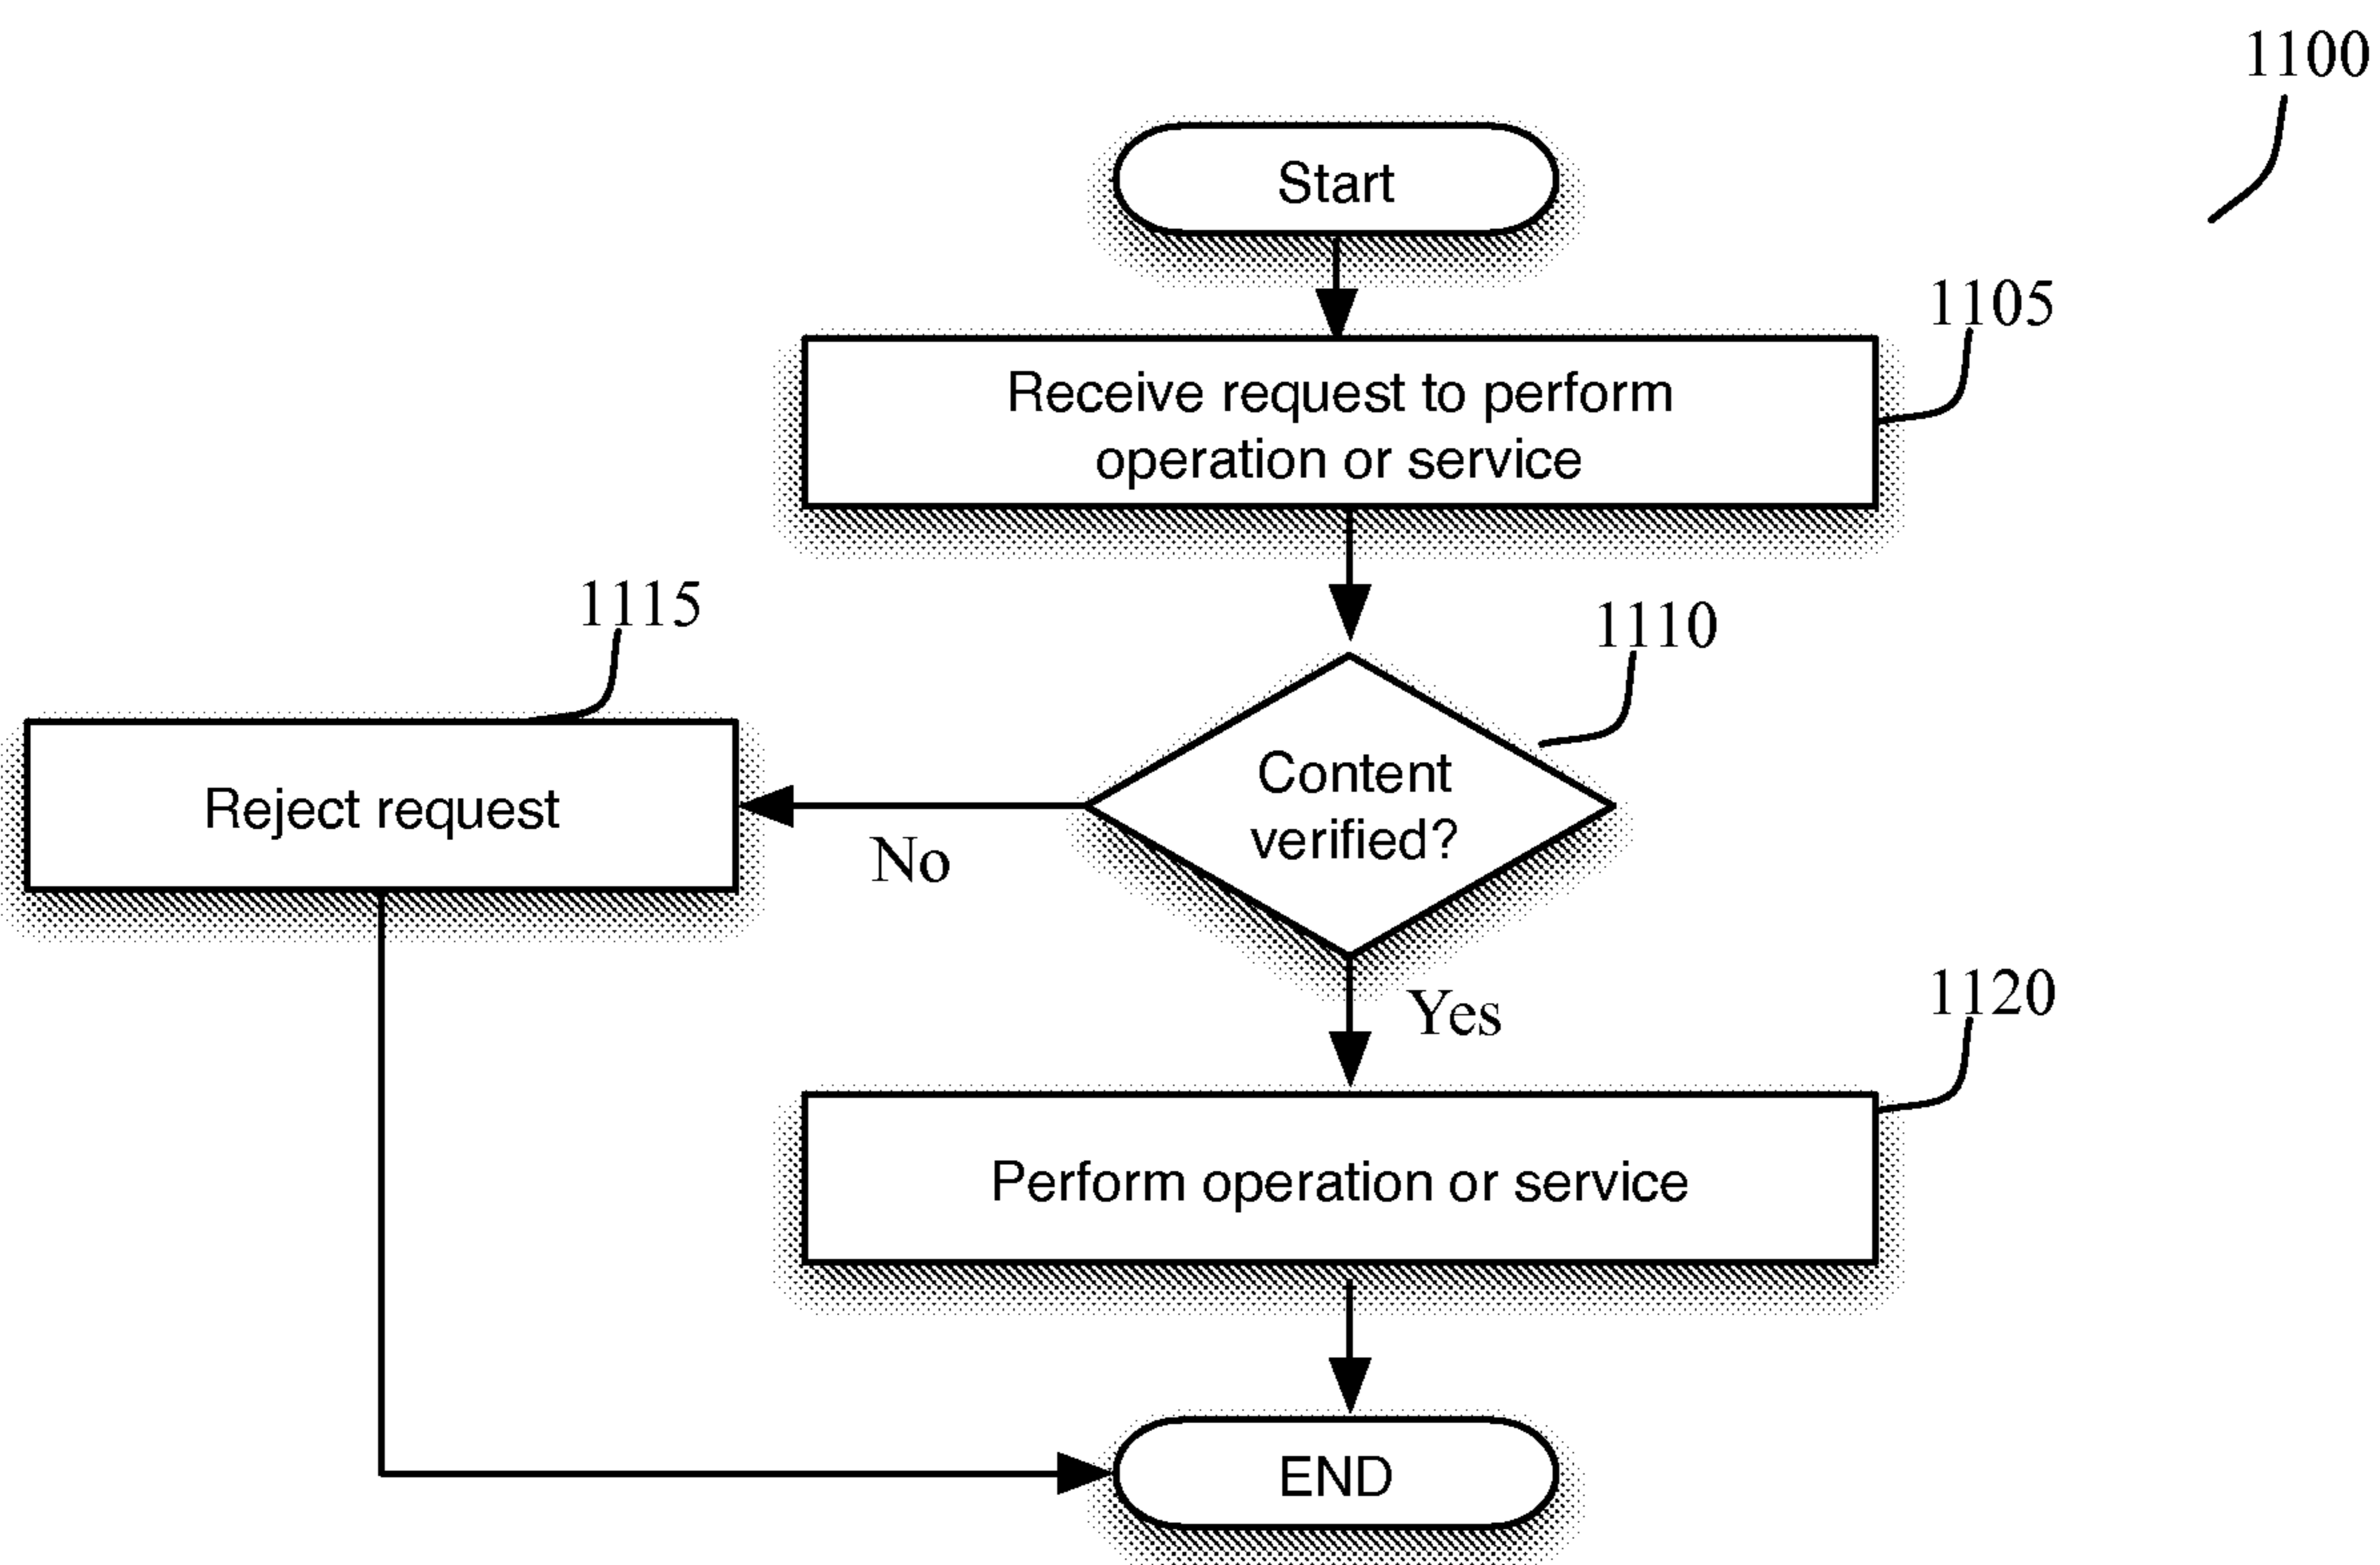 1100
Start
1105
Receive request to perform
operation or service
1115
1110
Content
verified?
Reject request
No
Yes
1120
Perform operation or service
END